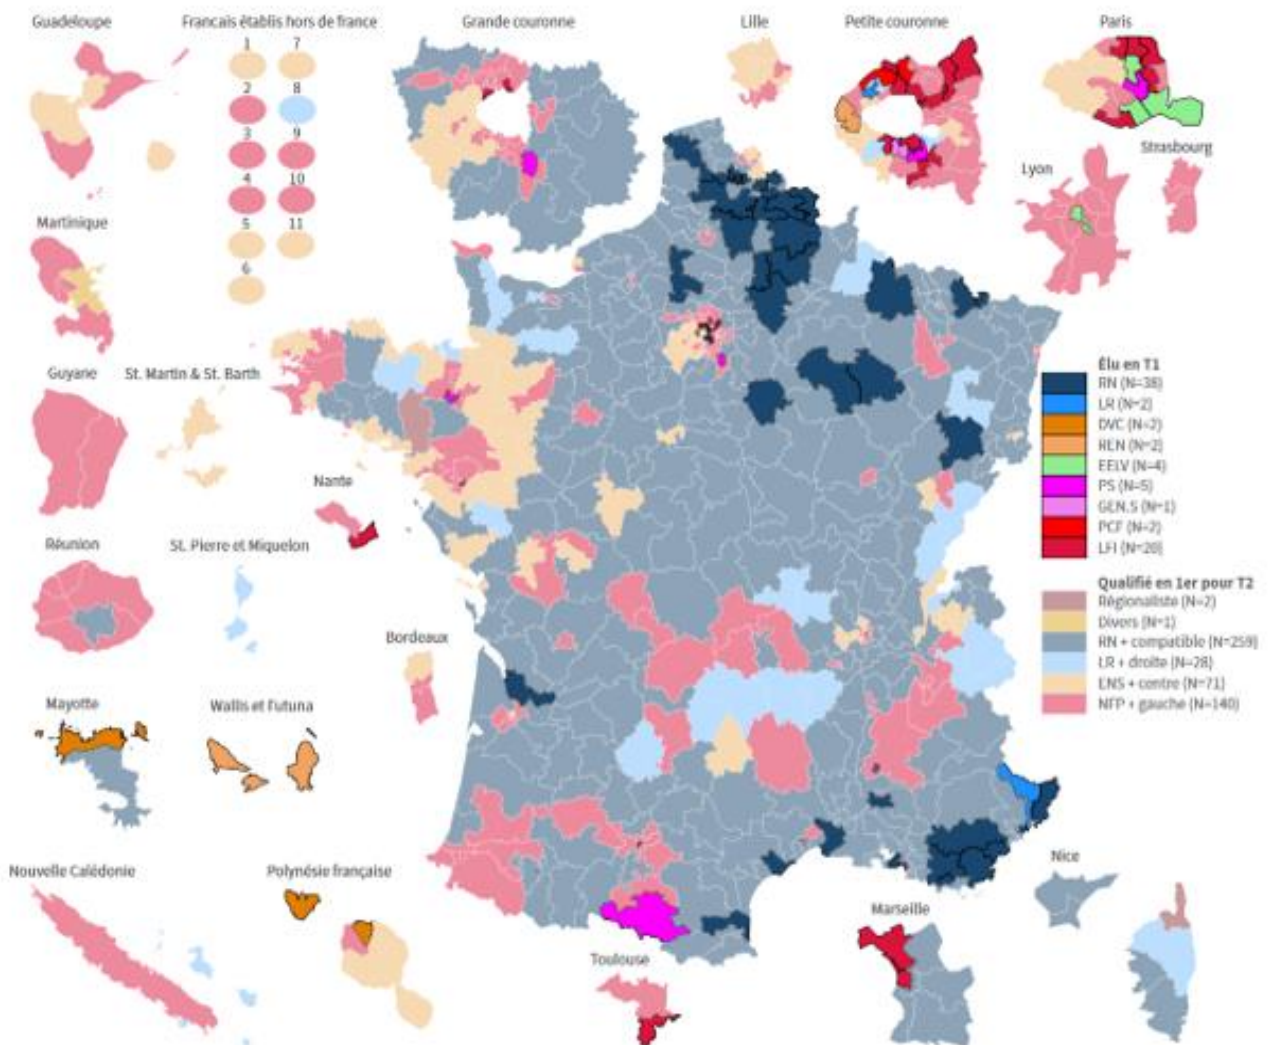 Guadeloupe
Francais établis hors de france
Grande couronne
Lille
Petite couronne
Paris
1 7
2 8
3 9
4 10
5 11
6
Lyon
Strasbourg
Martinique
Guyane
St. Martin & St. Barth
Nante
Réunion
St. Pierre et Miquelon
Bordeaux
Mayotte
Wallis et Futuna
Nouvelle Calédonie
Polynésie française
Toulouse
Marseille
Nice
Élu en T1
RN (N=38)
LR (N=2)
DVC (N=2)
REN (N=2)
EELV (N=4)
PS (N=5)
GEN.S (N=1)
PCF (N=2)
LFI (N=20)
Qualifié en 1er pour T2
Régionaliste (N=2)
Divers (N=1)
RN + compatible (N=259)
LR + droite (N=28)
ENS + centre (N=71)
NFP + gauche (N=140)